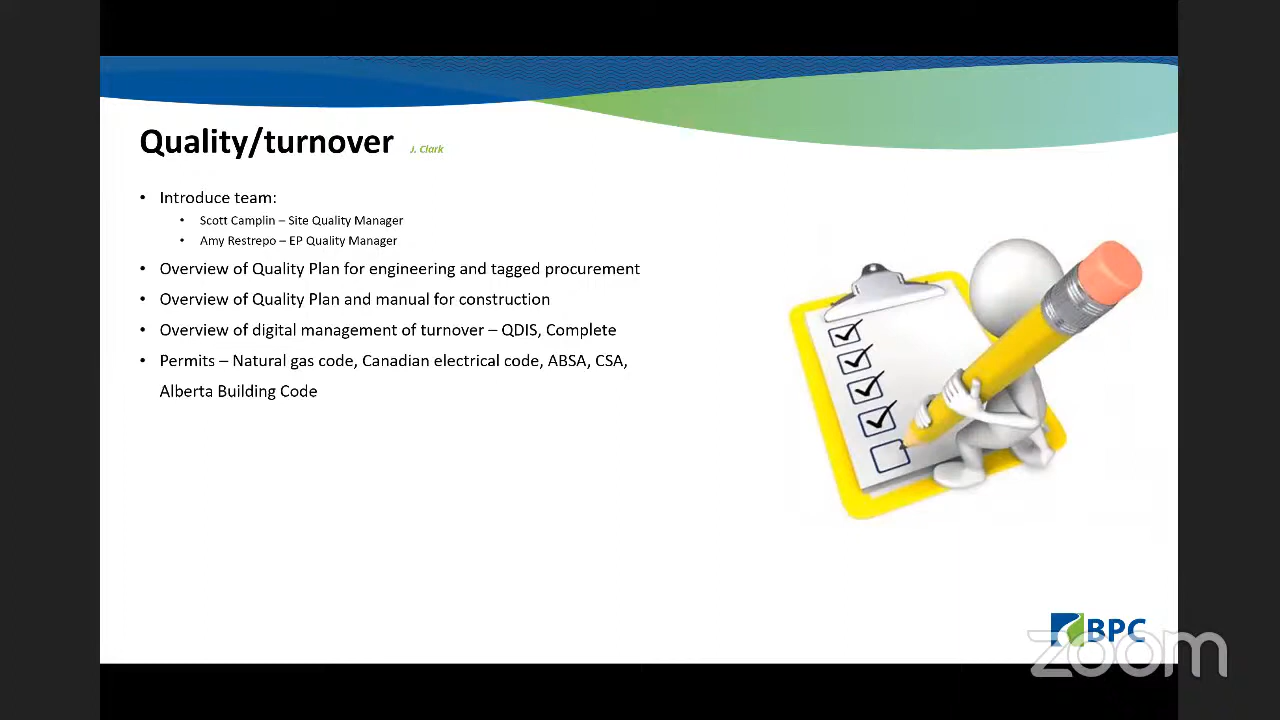 Quality/turnover J. Clark
• Introduce team:
• Scott Camplin – Site Quality Manager
• Amy Restrepo – EP Quality Manager
• Overview of Quality Plan for engineering and tagged procurement
• Overview of Quality Plan and manual for construction
• Overview of digital management of turnover – QDIS, Complete
• Permits – Natural gas code, Canadian electrical code, ABSA, CSA,
Alberta Building Code
BPC
zoom